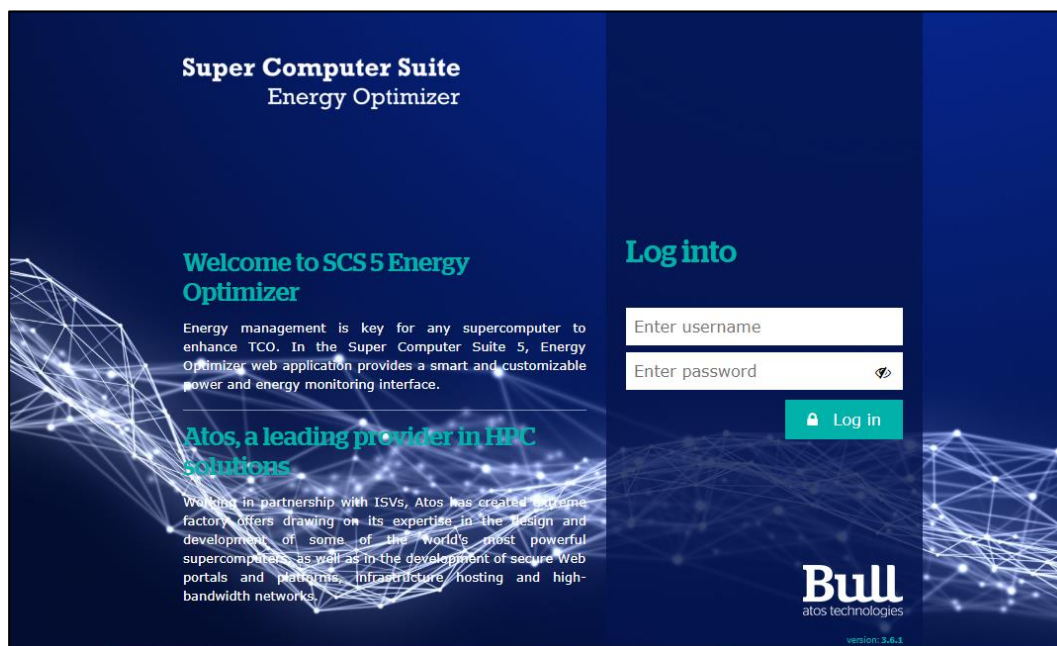 Super Computer Suite
Energy Optimizer
Welcome to SCS 5 Energy
Optimizer
Energy management is key for any supercomputer to
enhance TCO. In the Super Computer Suite 5, Energy
Optimizer web application provides a smart and customizable
power and energy monitoring interface.
Atos, a leading provider in HPC
solutions
Working in partnership with ISVs, Atos has created extreme
factory offers drawing on its expertise in the design and
development of some of the world's most powerful
supercomputers, as well as in the development of secure Web
portals and platforms, infrastructure hosting and high-
bandwidth networks.
Log into
Enter username
Enter password
Log in
Bull
atos technologies
version: 3.6.1